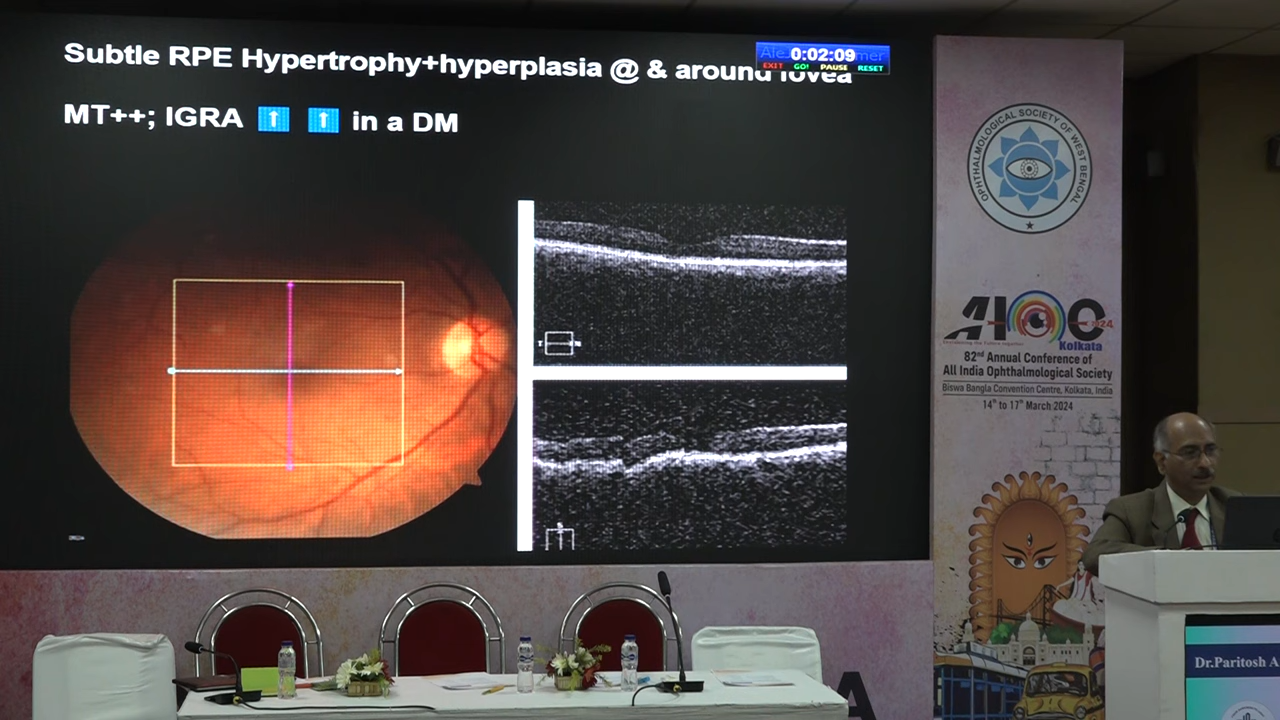 Subtle RPE Hypertrophy+hyperplasia @ & around fovea
0:02:09
EXIT GO! PAUSE RESET
MT++; IGRA ↑ ↑ in a DM
OPHTHALMOLOGICAL SOCIETY OF WEST BENGAL
AIOC
Kolkata
82nd Annual Conference of
All India Ophthalmological Society
Biswa Bangla Convention Centre, Kolkata, India
14th to 17th March 2024
Dr.Paritosh A
A